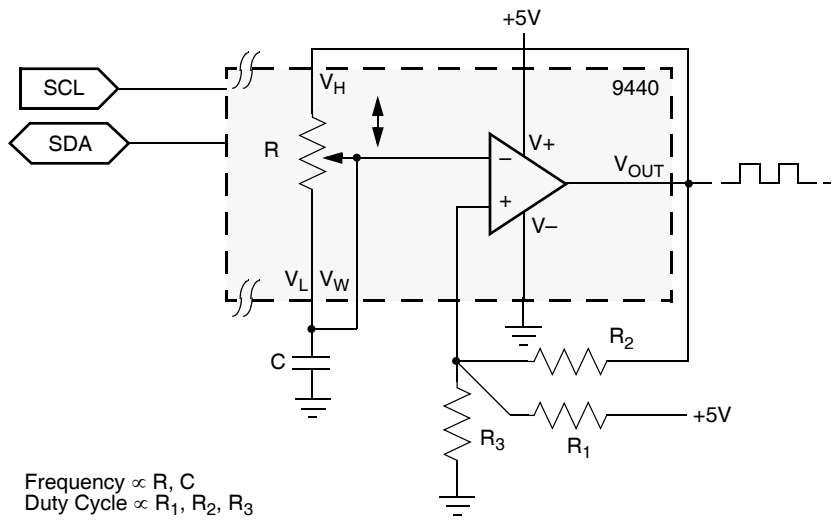 +5V
SCL
SDA
V_H
9440
R
V+
–
+
V_OUT
V–
V_L V_W
C
R_2
+5V
R_3
R_1
Frequency ∝ R, C
Duty Cycle ∝ R_1, R_2, R_3